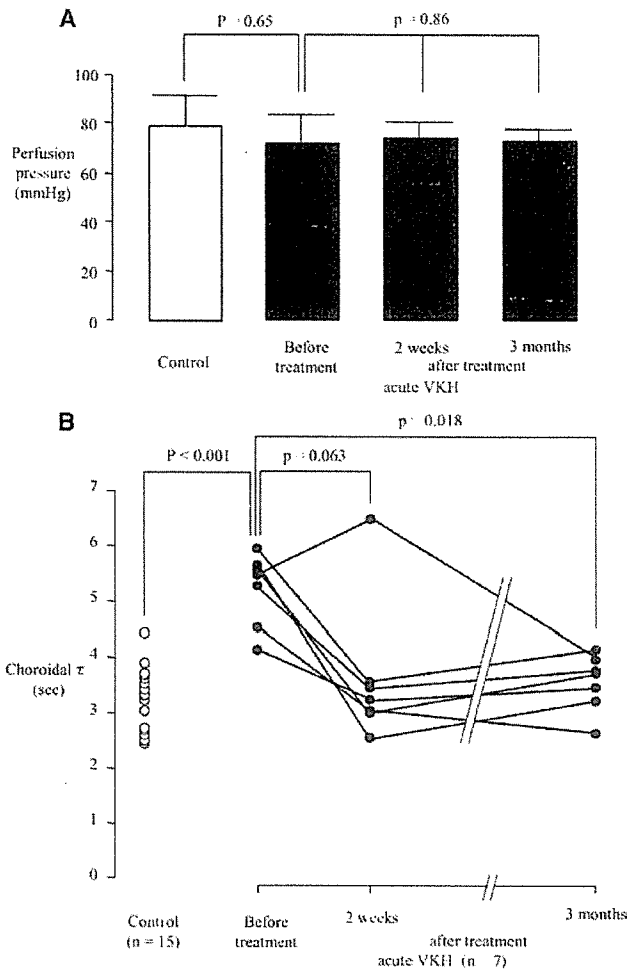 A
P = 0.65
p = 0.86
100
80
60
40
20
0
Perfusion
pressure
(mmHg)
Control
Before
treatment
2 weeks
3 months
after treatment
acute VKH
B
p = 0.018
P < 0.001
p = 0.063
7
6
5
4
3
2
1
0
Choroidal τ
(sec)
Control
(n = 15)
Before
treatment
2 weeks
3 months
after treatment
acute VKH (n = 7)